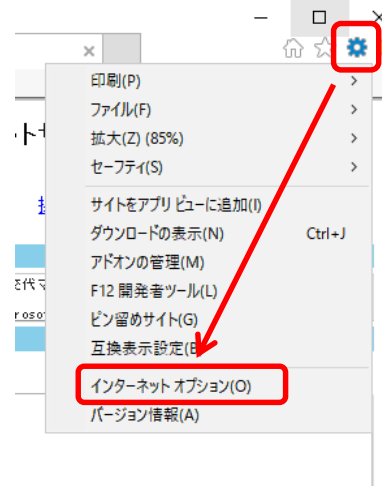 印刷(P)
ファイル(F)
拡大(Z) (85%)
セーフティ(S)
サイトをアプリ ビューに追加(I)
ダウンロードの表示(N) Ctrl+J
アドオンの管理(M)
F12 開発者ツール(L)
ピン留めサイト(G)
互換表示設定(B
インターネット オプション(O)
バージョン情報(A)